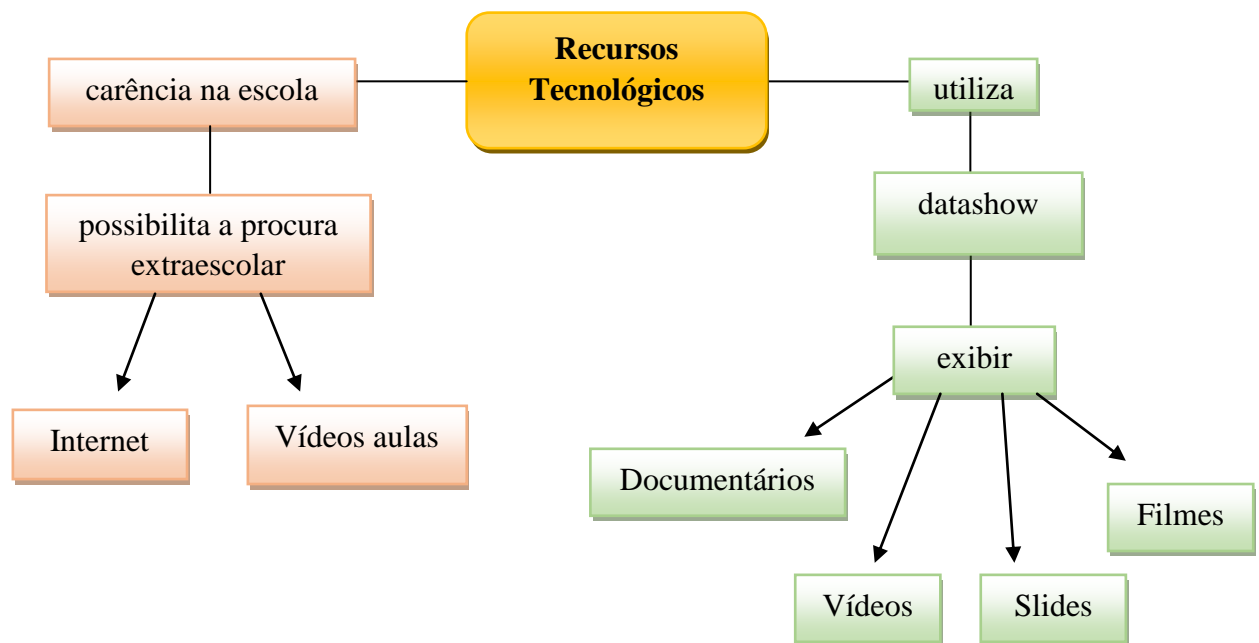 Recursos
Tecnológicos
carência na escola
utiliza
possibilita a procura
extraescolar
datashow
exibir
Internet
Vídeos aulas
Documentários
Filmes
Vídeos
Slides